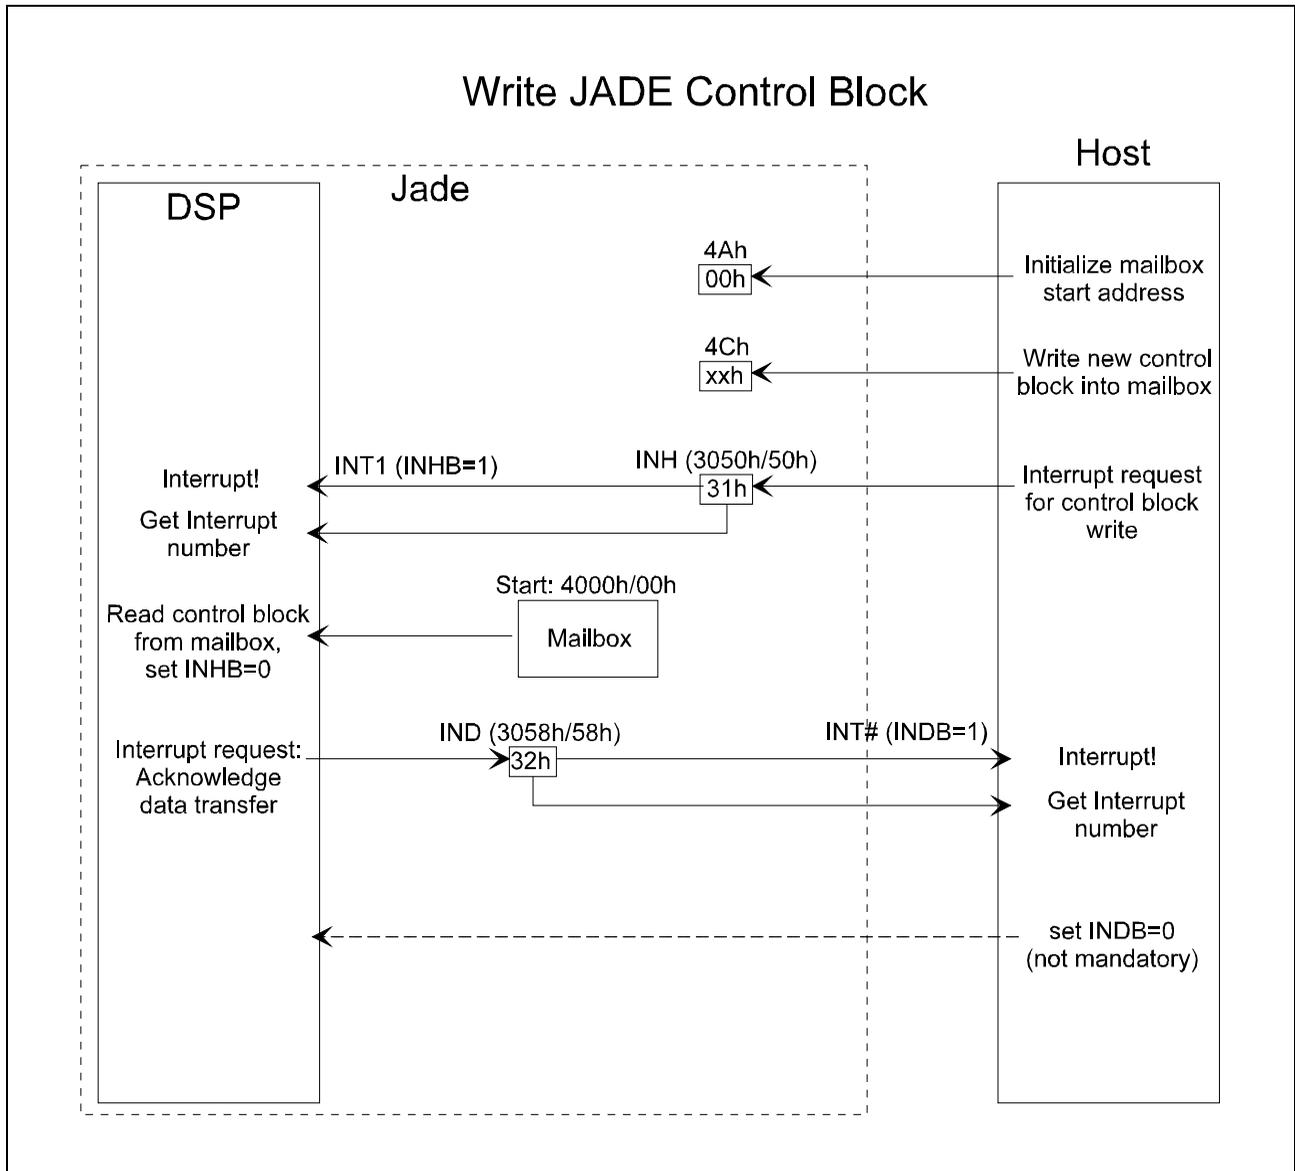 Write JADE Control Block
Host
Jade
DSP
4Ah
00h
Initialize mailbox
start address
4Ch
xxh
Write new control
block into mailbox
Interrupt!
INT1 (INHB=1)
INH (3050h/50h)
31h
Interrupt request
for control block
write
Get Interrupt
number
Start: 4000h/00h
Mailbox
Read control block
from mailbox,
set INHB=0
Interrupt request:
Acknowledge
data transfer
IND (3058h/58h)
32h
INT# (INDB=1)
Interrupt!
Get Interrupt
number
set INDB=0
(not mandatory)